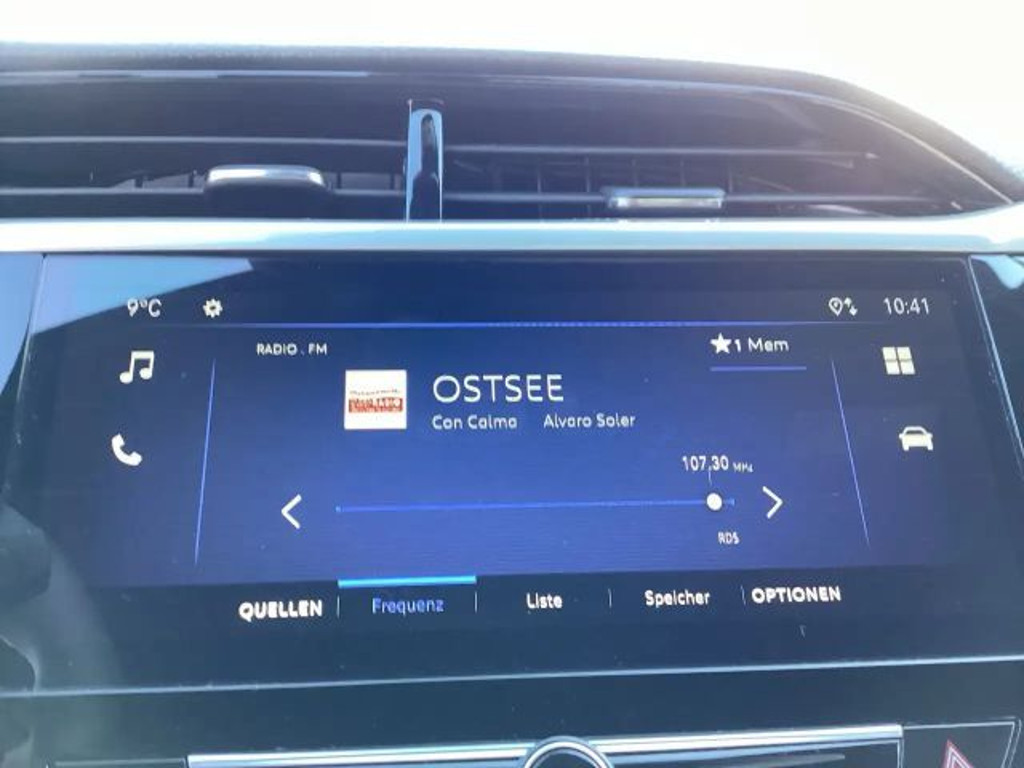 9°C
10:41
RADIO . FM
1 Mem
OSTSEE
Con Calma Alvaro Soler
107.30 MHz
RDS
QUELLEN Frequenz Liste Speicher OPTIONEN